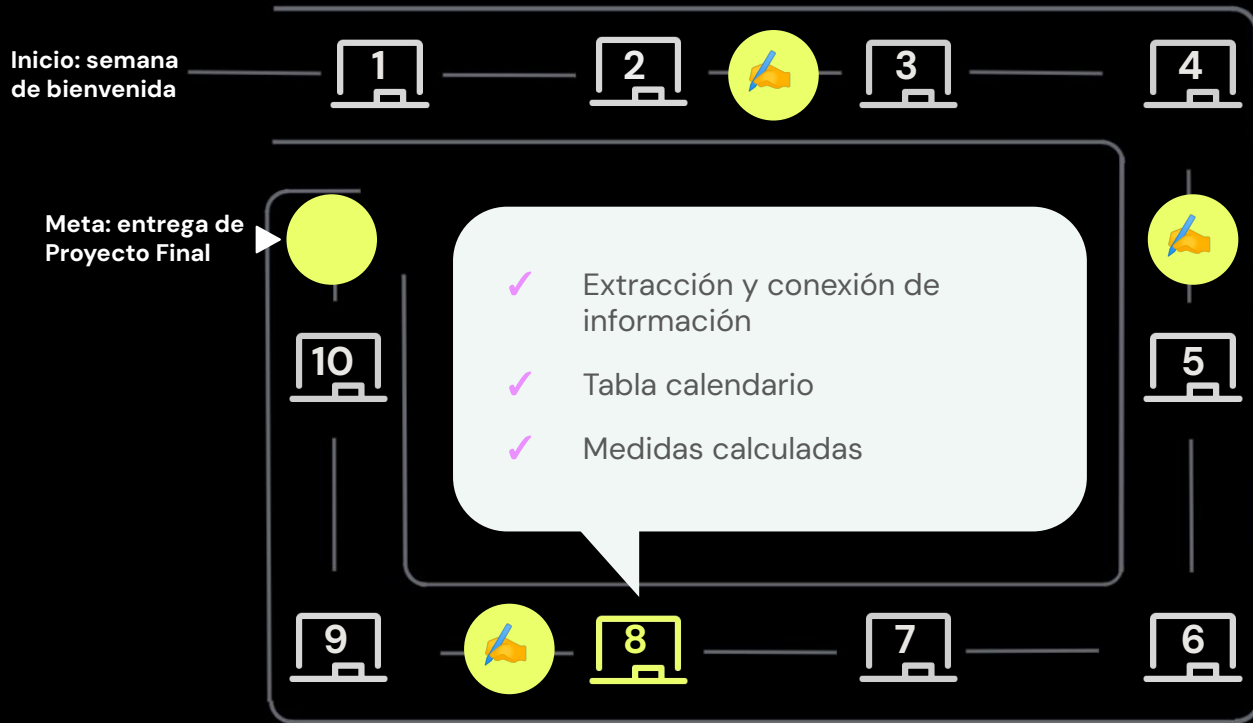 Inicio: semana
de bienvenida
1
2
3
4
Meta: entrega de
Proyecto Final
✓ Extracción y conexión de
información
✓ Tabla calendario
✓ Medidas calculadas
10
5
9
8
7
6